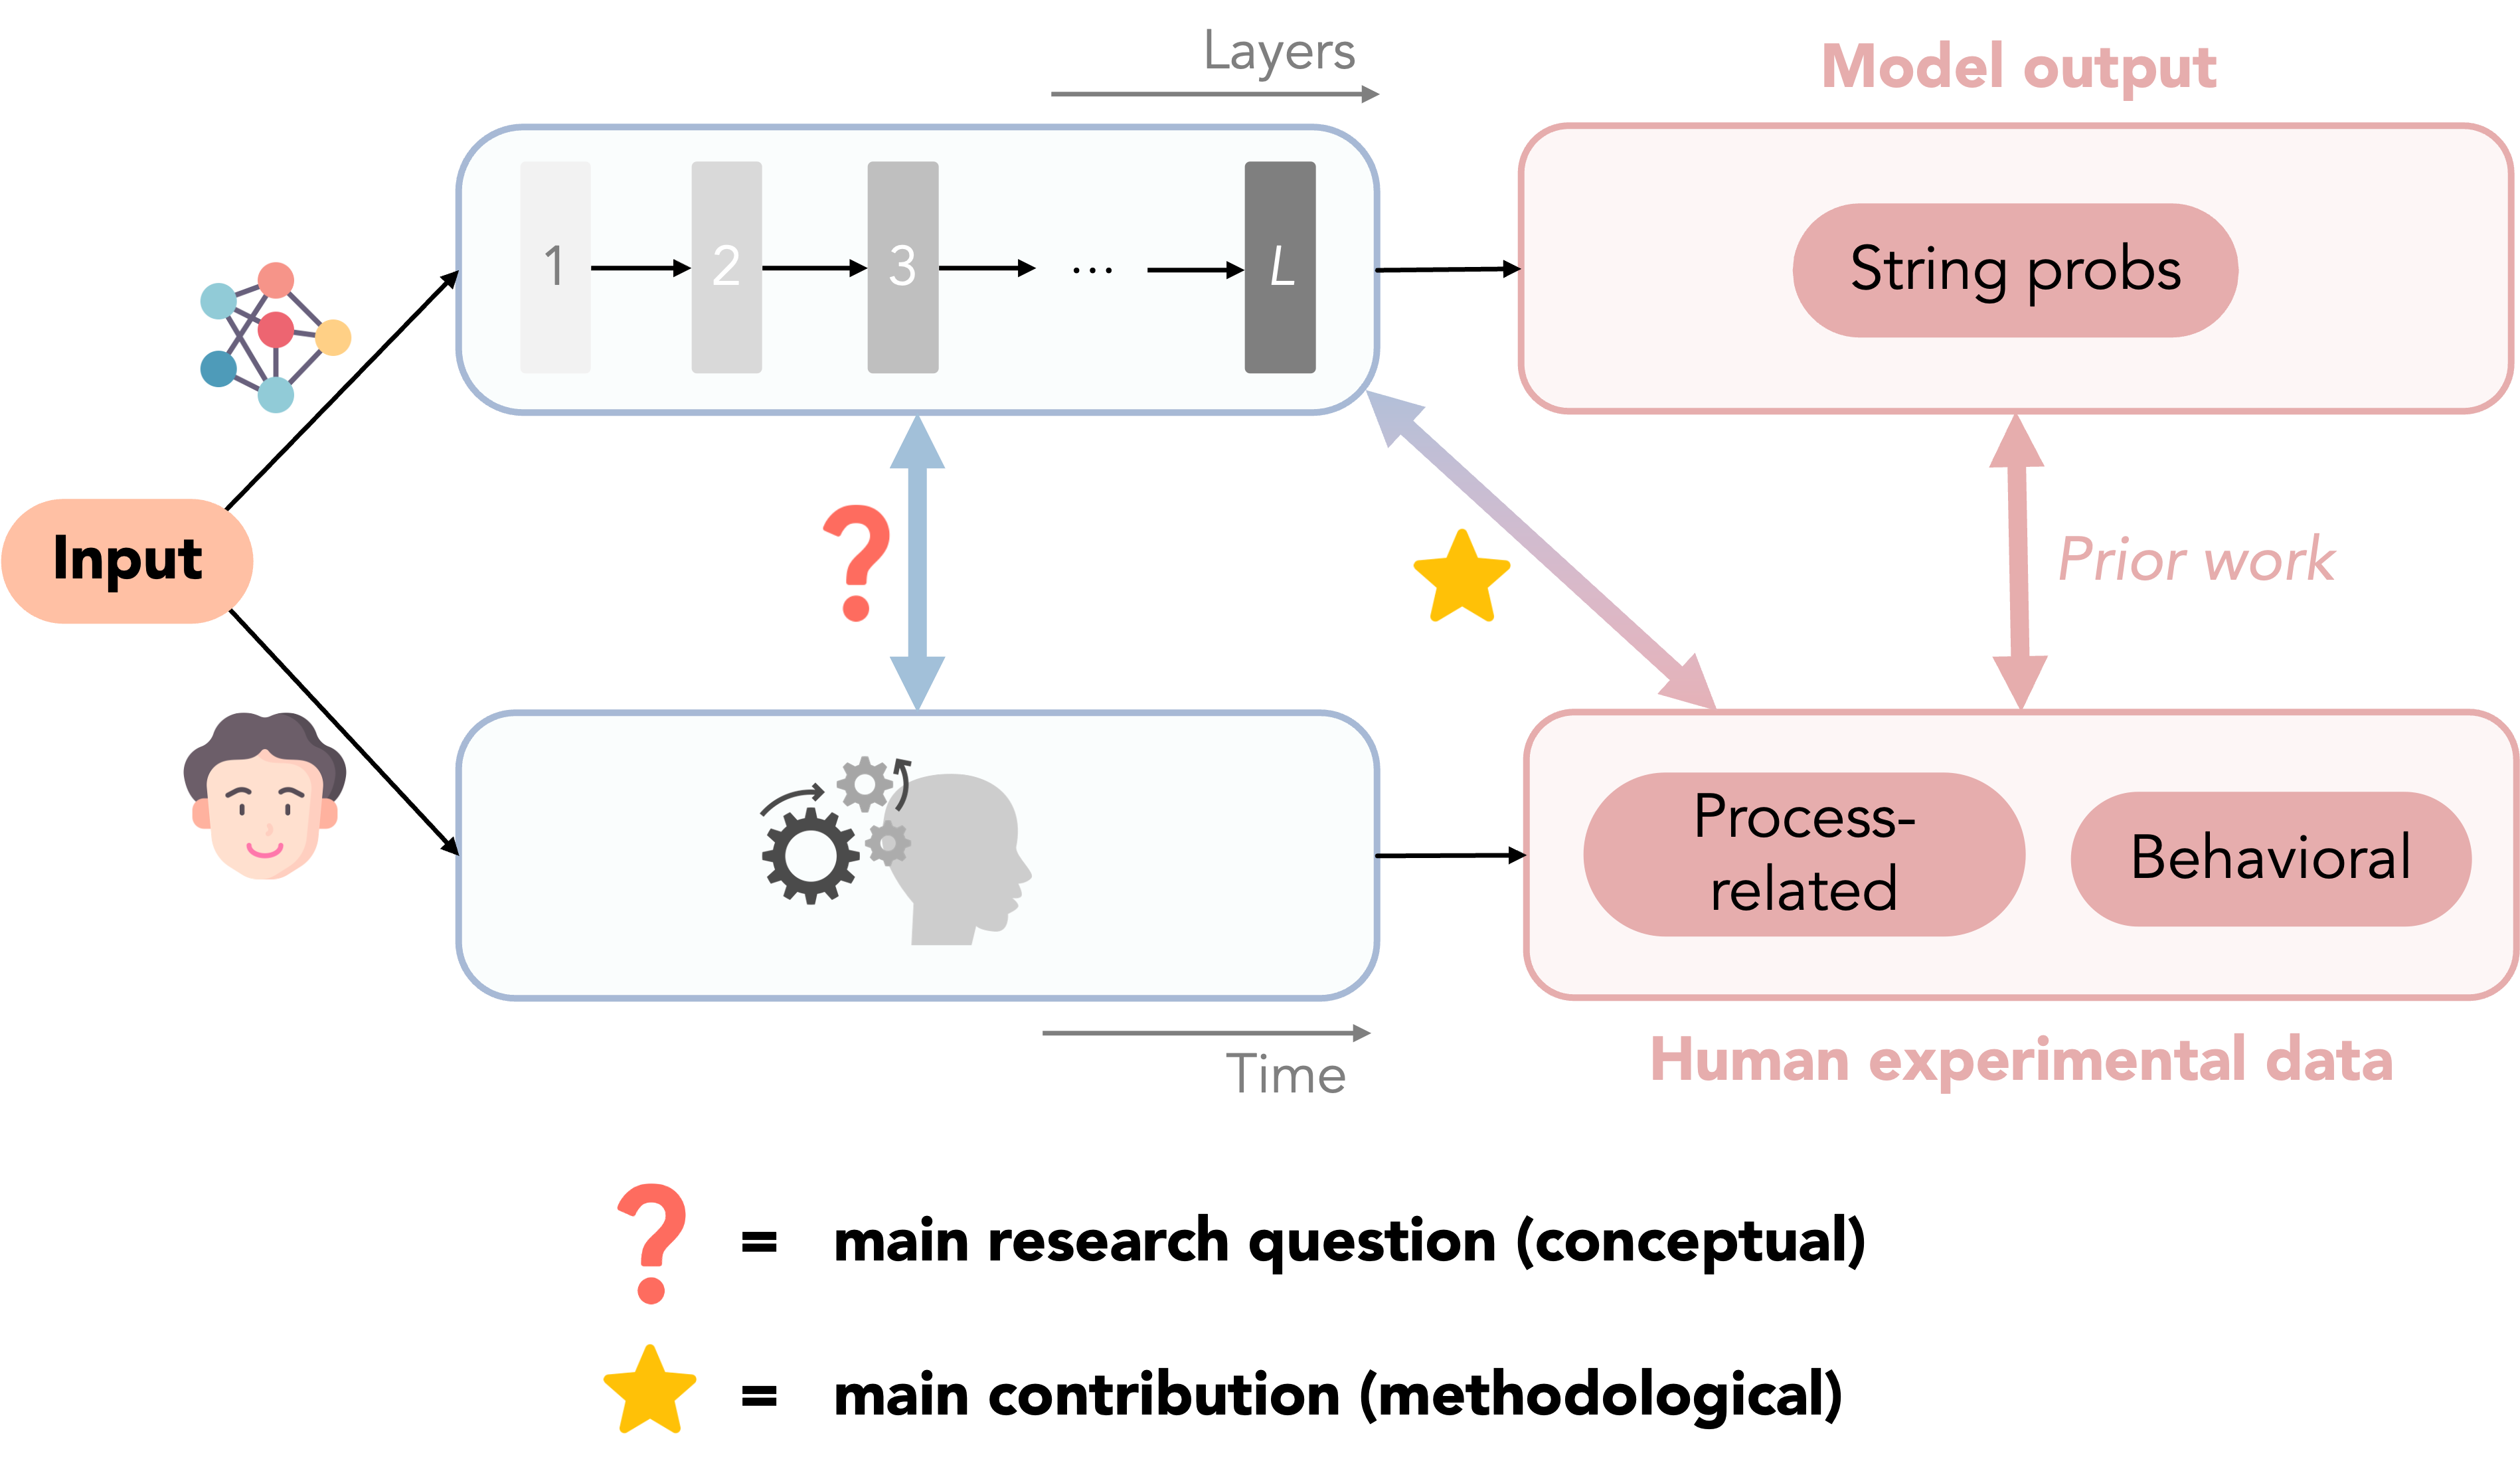 Layers
Model output
1
2
3
...
L
String probs
Input
Prior work
Process-
related
Behavioral
Time
Human experimental data
? = main research question (conceptual)
= main contribution (methodological)